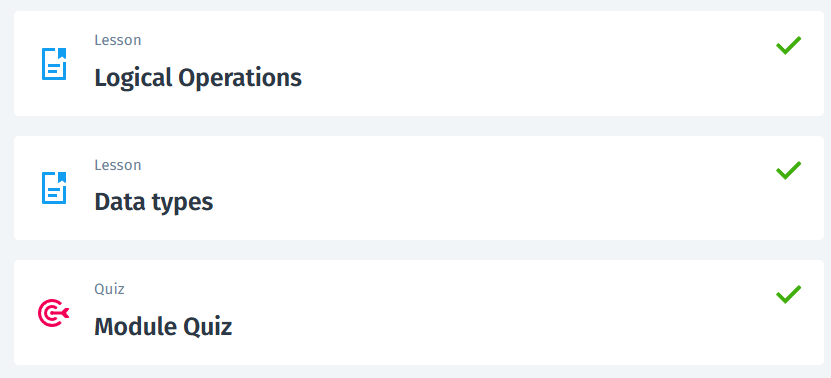 Lesson
Logical Operations
Lesson
Data types
Quiz
Module Quiz